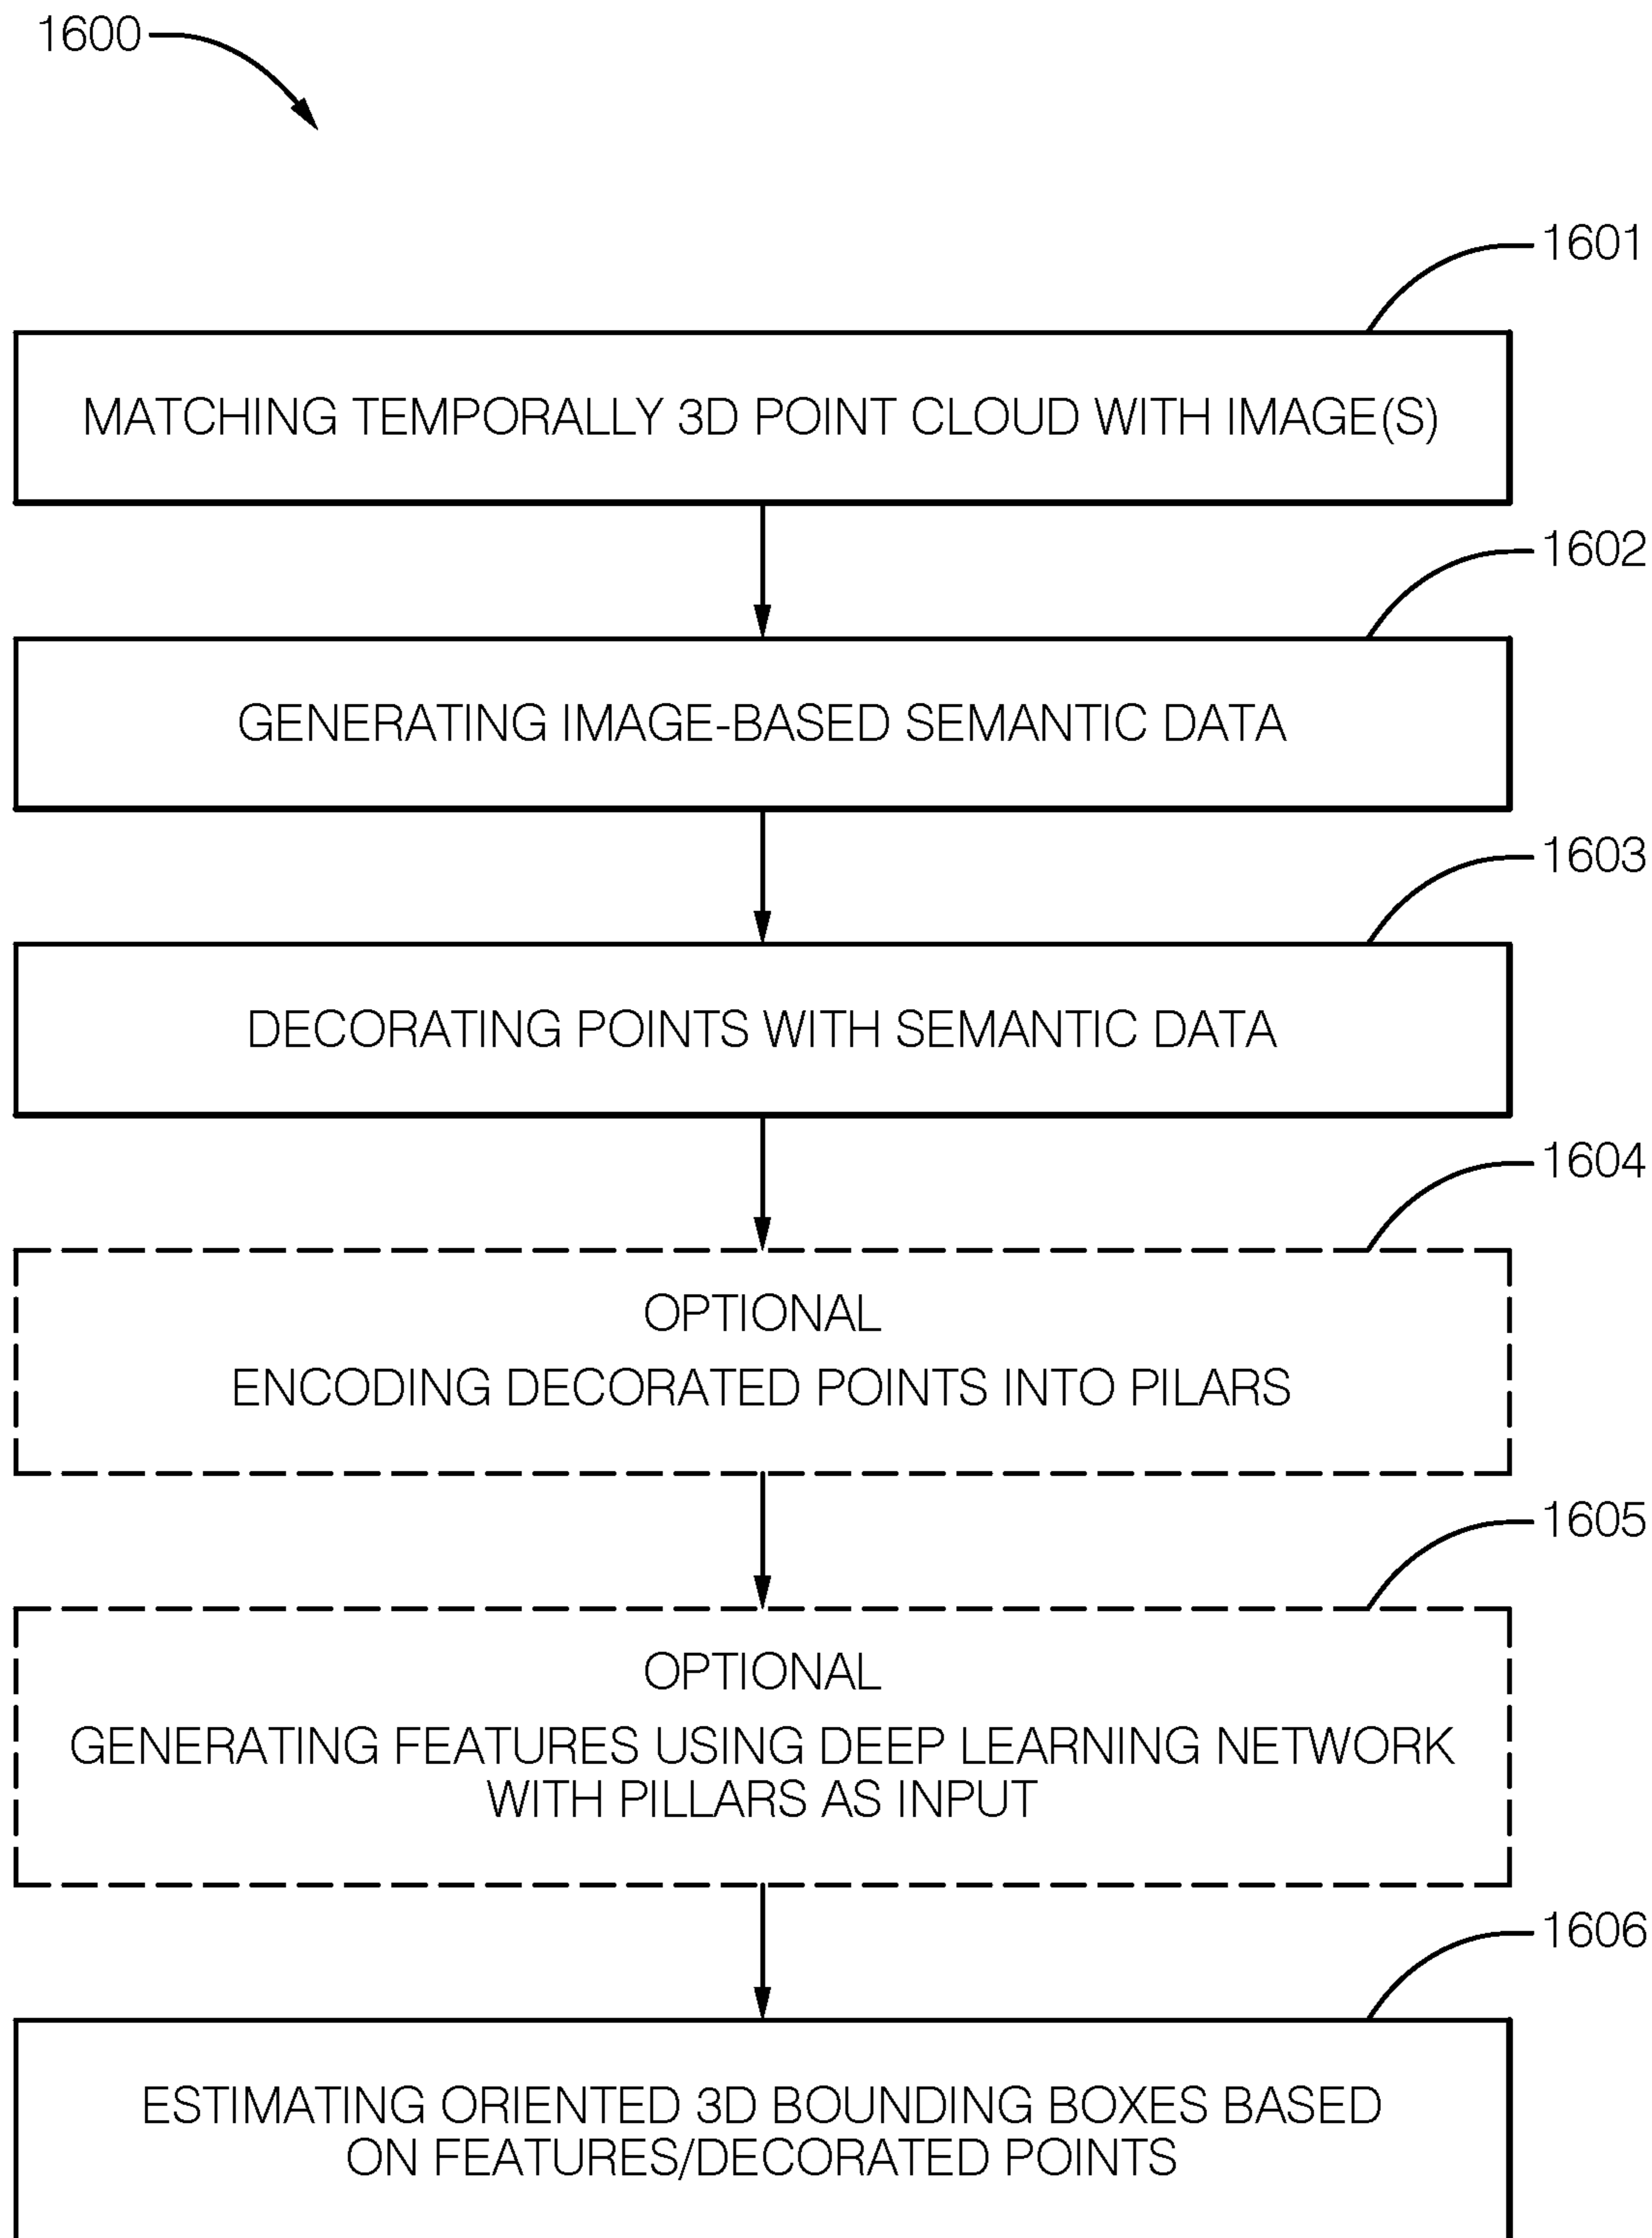 1600
1601
MATCHING TEMPORALLY 3D POINT CLOUD WITH IMAGE(S)
1602
GENERATING IMAGE-BASED SEMANTIC DATA
1603
DECORATING POINTS WITH SEMANTIC DATA
1604
OPTIONAL
ENCODING DECORATED POINTS INTO PILARS
1605
OPTIONAL
GENERATING FEATURES USING DEEP LEARNING NETWORK
WITH PILLARS AS INPUT
1606
ESTIMATING ORIENTED 3D BOUNDING BOXES BASED
ON FEATURES/DECORATED POINTS